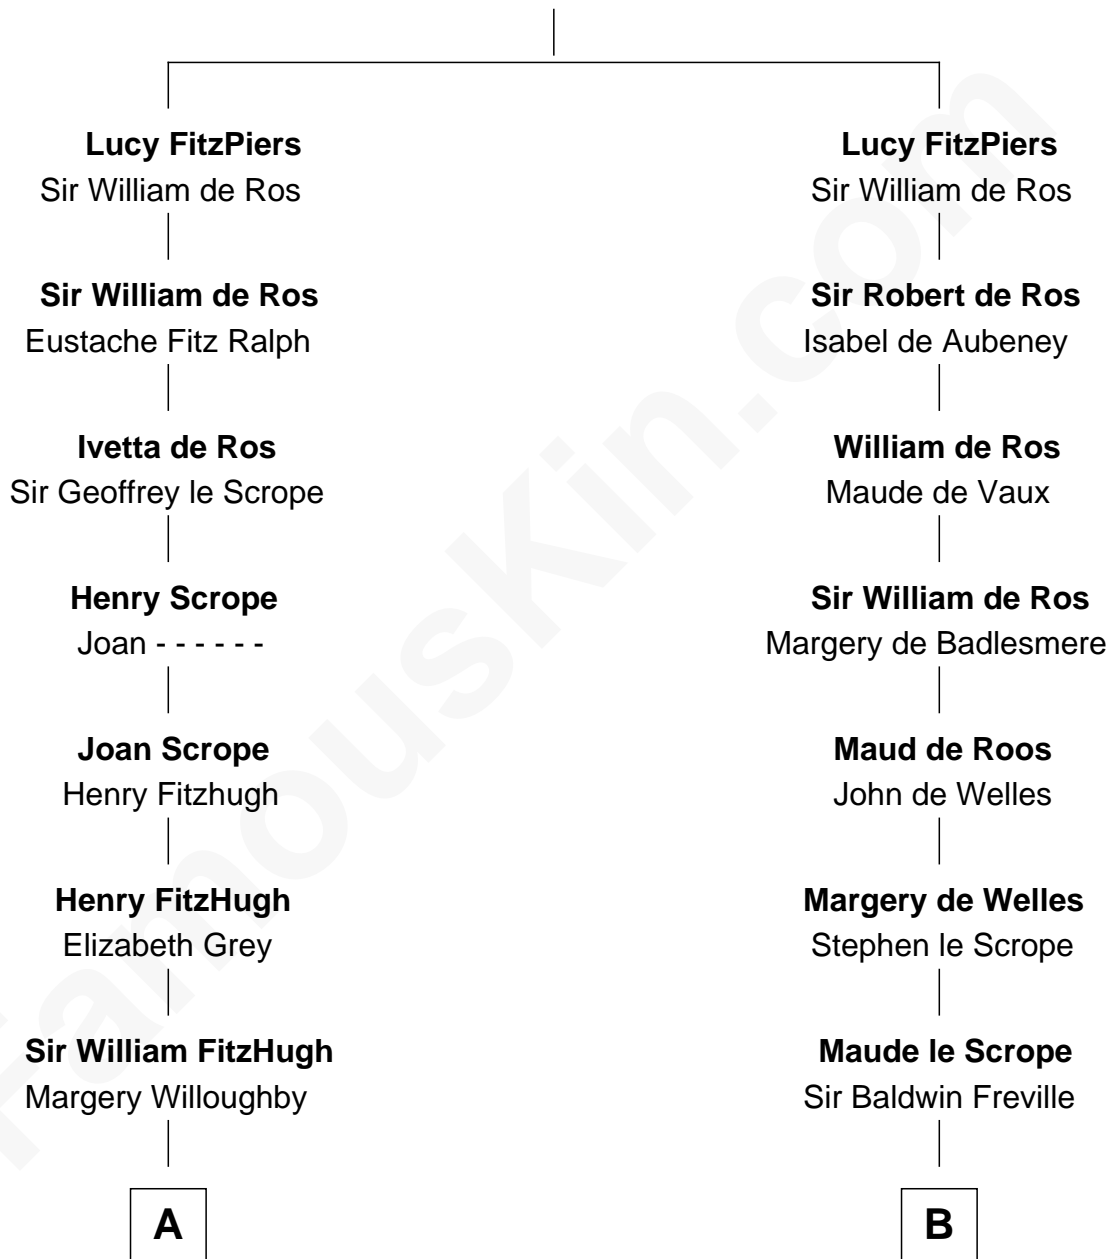 Lucy FitzPiers
Sir William de Ros
Sir William de Ros
Eustache Fitz Ralph
Ivetta de Ros
Sir Geoffrey le Scrope
Henry Scrope
Joan - - - - - -
Joan Scrope
Henry Fitzhugh
Henry FitzHugh
Elizabeth Grey
Sir William FitzHugh
Margery Willoughby
A
Lucy FitzPiers
Sir William de Ros
Sir Robert de Ros
Isabel de Aubeney
William de Ros
Maude de Vaux
Sir William de Ros
Margery de Badlesmere
Maud de Roos
John de Welles
Margery de Welles
Stephen le Scrope
Maude le Scrope
Sir Baldwin Freville
B
FamousKin.com